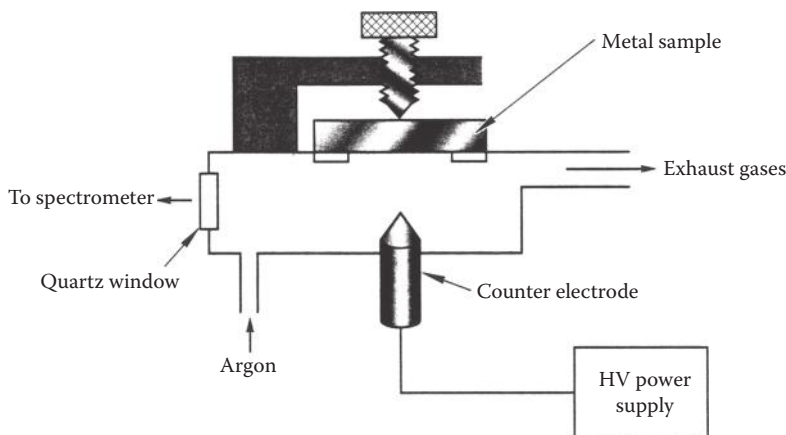 Metal sample
Exhaust gases
To spectrometer
Quartz window
Counter electrode
Argon
HV power
supply